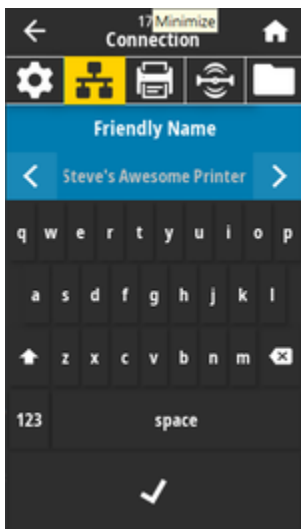 17 Minimize
Connection
Friendly Name
Steve's Awesome Printer
q w e r t y u i o p
a s d f g h j k l
z x c v b n m
123 space